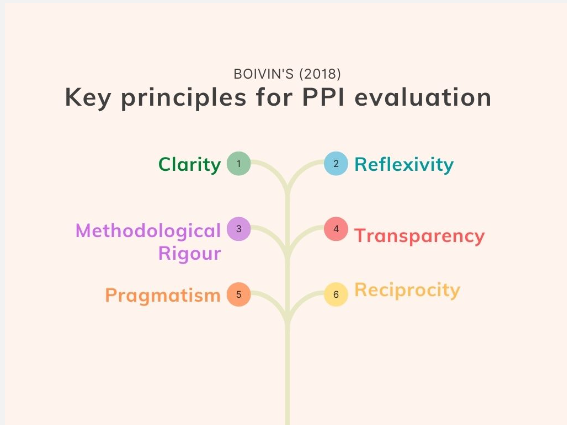 BOIVIN'S (2018)
Key principles for PPI evaluation
Clarity 1
2 Reflexivity
Methodological
Rigour 3
4 Transparency
Pragmatism 5
6 Reciprocity